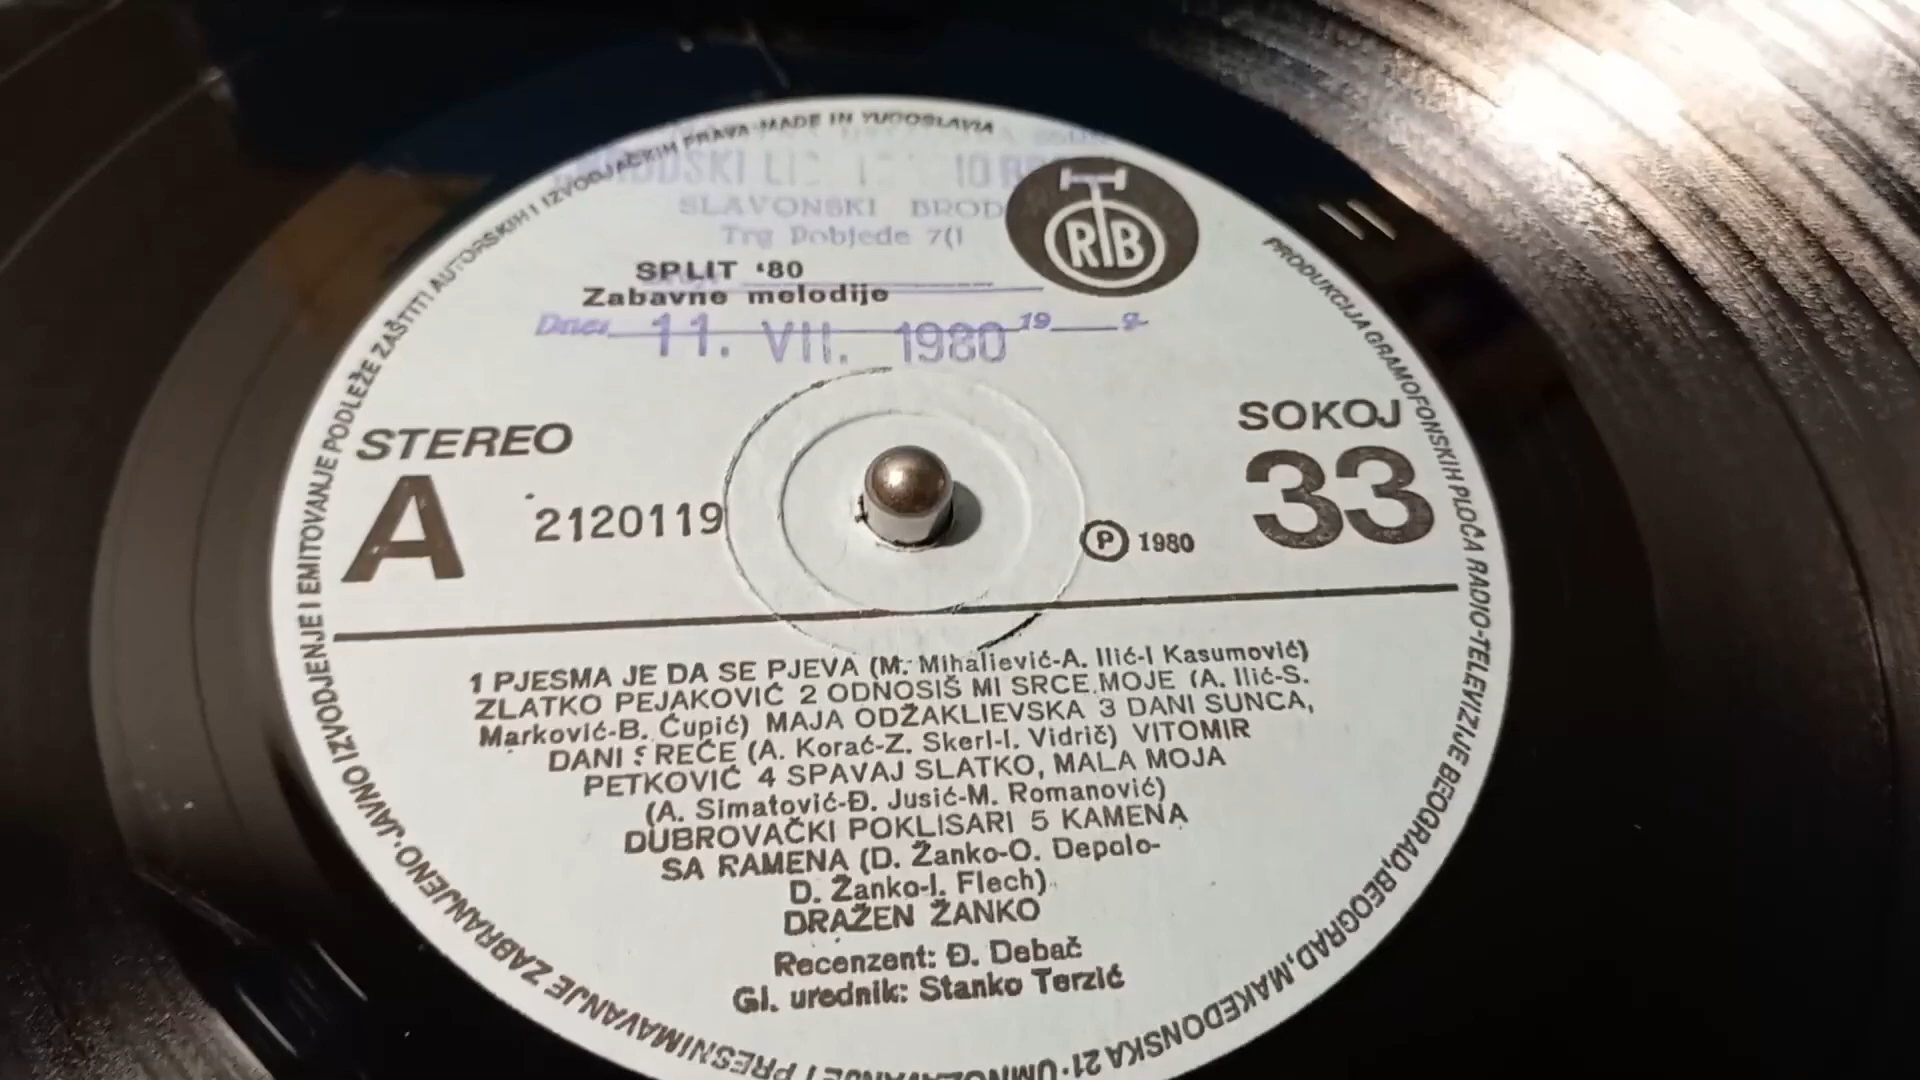 SLAVONSKI BROD
Trg Pobjede 7(1
RTB
SPLIT '80
Zabavne melodije
Dne
11. VII. 1980 19 g.
STEREO
SOKOJ
A
2120119
33
Ⓟ 1980
1 PJESMA JE DA SE PJEVA (M. Mihaliević-A. Ilić-I Kasumović)
ZLATKO PEJAKOVIĆ 2 ODNOSIŠ MI SRCE MOJE (A. Ilić-S.
Marković-B. Čupić) MAJA ODŽAKLIEVSKA 3 DANI SUNCA,
DANI SREĆE (A. Korać-Z. Skerl-I. Vidrič) VITOMIR
PETKOVIĆ 4 SPAVAJ SLATKO, MALA MOJA
(A. Simatović-Đ. Jusić-M. Romanović)
DUBROVAČKI POKLISARI 5 KAMENA
SA RAMENA (D. Žanko-O. Depolo-
D. Žanko-I. Flech)
DRAŽEN ŽANKO
Recenzent: Đ. Debač
Gl. urednik: Stanko Terzić
PRODUKCIJA GRAMOFONSKIH PLOČA RADIO-TELEVIZIJE BEOGRAD, BEOGRAD, MAKEDONSKA 21· PRESNIMAVANJE ZABRANJENO·JAVNO IZVODJENJE I EMITOVANJE PODLEŽE ZAŠTITI AUTORSKIH I IZVODJAČKIH PRAVA·MADE IN YUGOSLAVIA